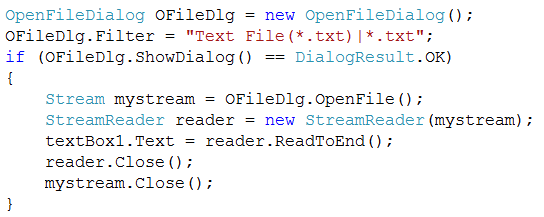 OpenFileDialog OFileDlg = new OpenFileDialog();
OFileDlg.Filter = "Text File(*.txt)|*.txt";
if (OFileDlg.ShowDialog() == DialogResult.OK)
{
    Stream mystream = OFileDlg.OpenFile();
    StreamReader reader = new StreamReader(mystream);
    textBox1.Text = reader.ReadToEnd();
    reader.Close();
    mystream.Close();
}